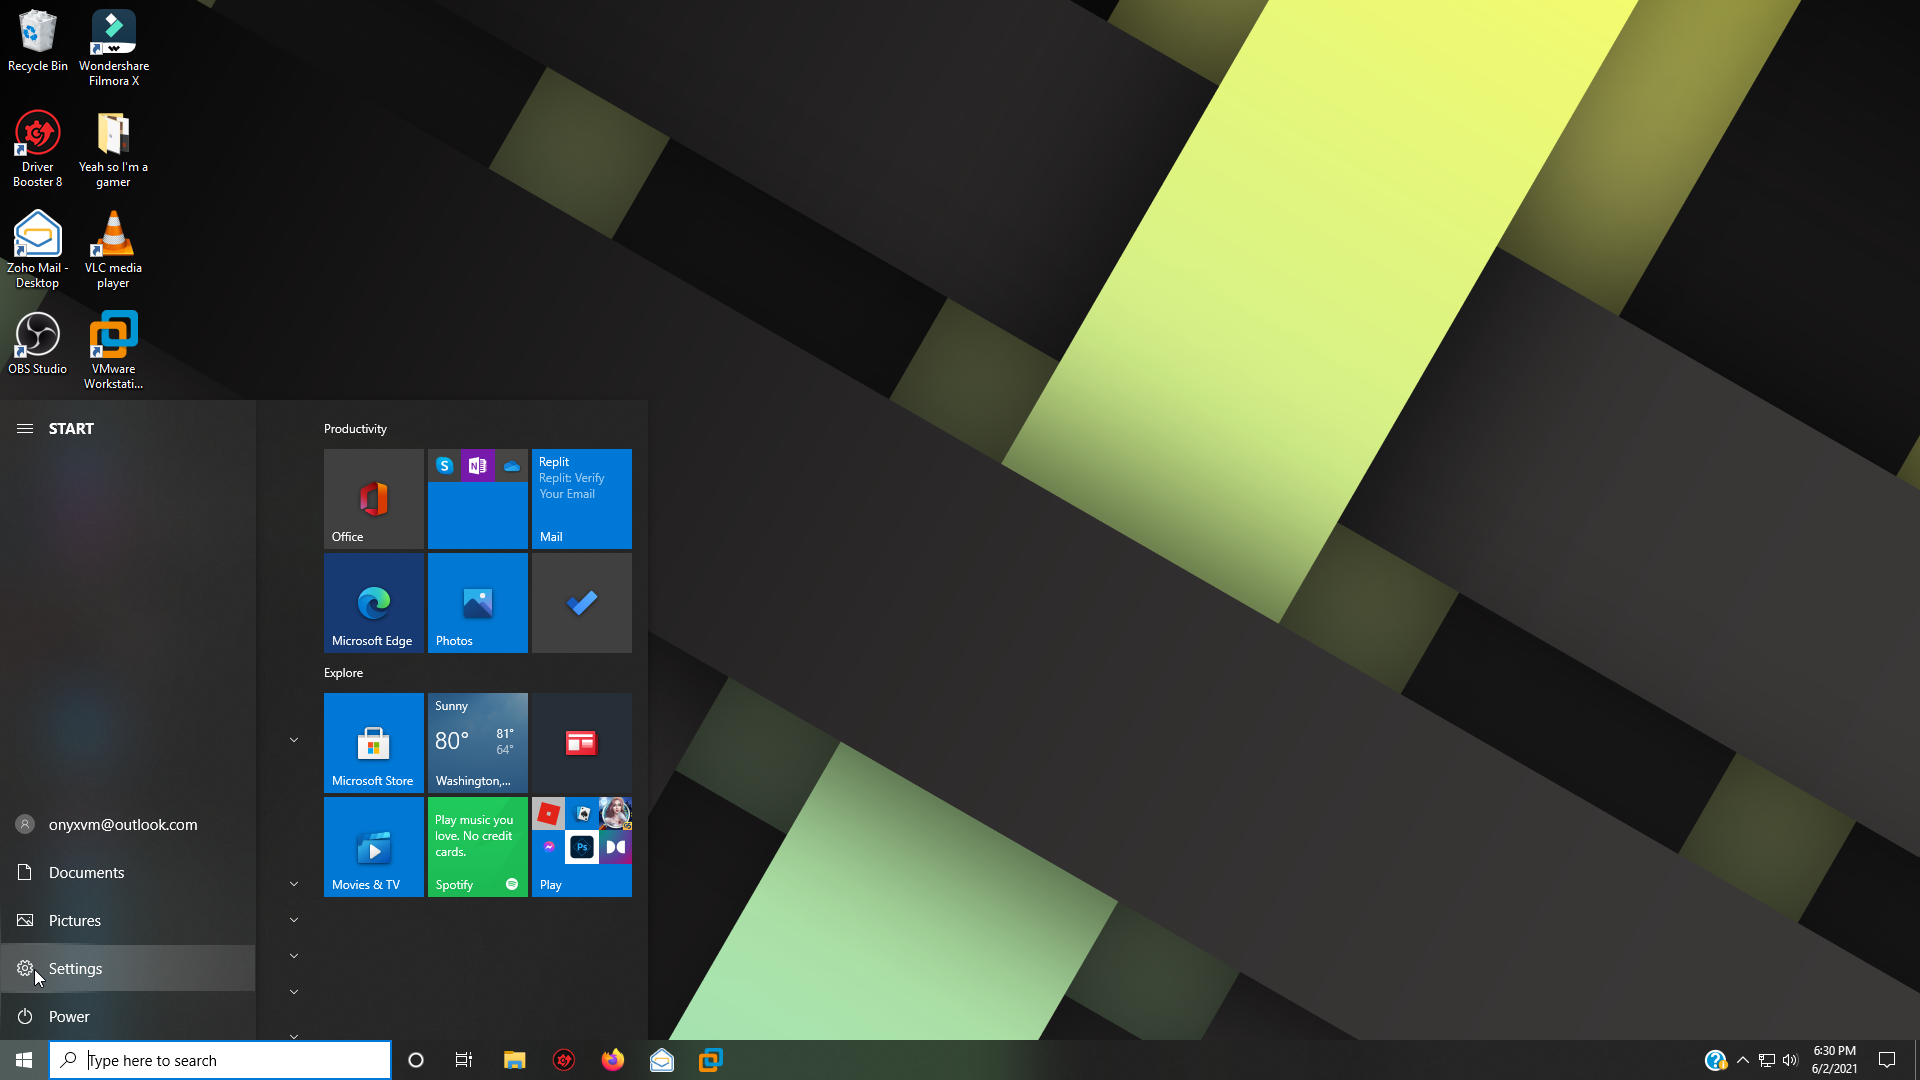 Recycle Bin
Wondershare
Filmora X
Driver
Booster 8
Yeah so I'm a
gamer
Zoho Mail -
Desktop
VLC media
player
OBS Studio
VMware
Workstati...
START
onyxvm@outlook.com
Documents
Pictures
Settings
Power
Productivity
Office
S
N
Replit
Replit: Verify
Your Email
Mail
Microsoft Edge
Photos
Explore
Microsoft Store
Sunny
80°
81°
64°
Washington,...
Movies & TV
Play music you
love. No credit
cards.
Spotify
Ps
Play
Type here to search
6:30 PM
6/2/2021